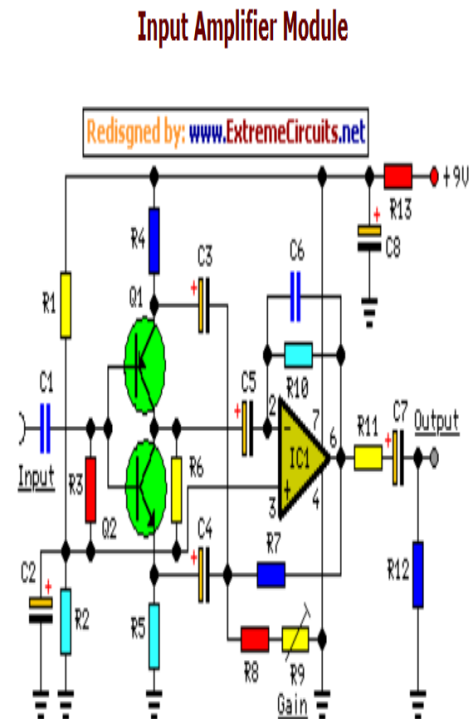 Input Amplifier Module
Redisgned by: www.ExtremeCircuits.net
+9V
R13
+
C8
R4
C3
C6
Q1
+
R1
R10
C1
C5
+
2
7
6
R11
C7
Output
+
-
IC1
Input
R3
R6
+
3
4
Q2
C4
R7
R12
C2
+
+
R2
R5
R8
R9
Gain